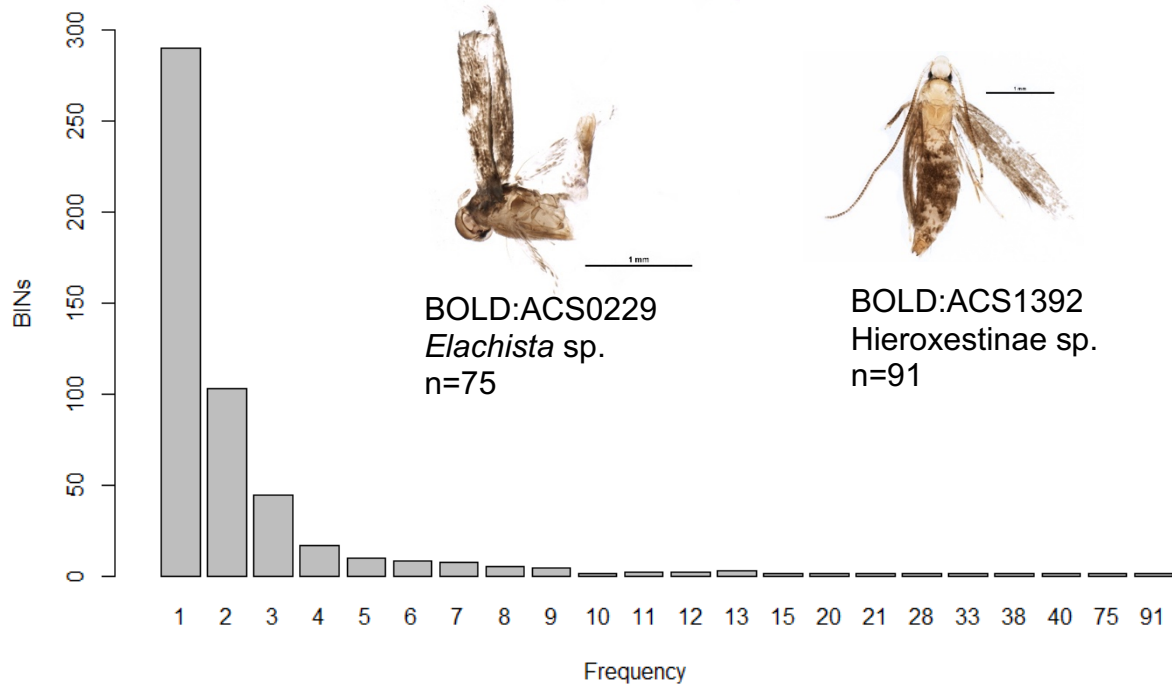 300
250
200
150
100
50
0
BINs
1 mm
1 mm
BOLD:ACS0229
Elachista sp.
n=75
BOLD:ACS1392
Hieroxestinae sp.
n=91
1 2 3 4 5 6 7 8 9 10 11 12 13 15 20 21 28 33 38 40 75 91
Frequency